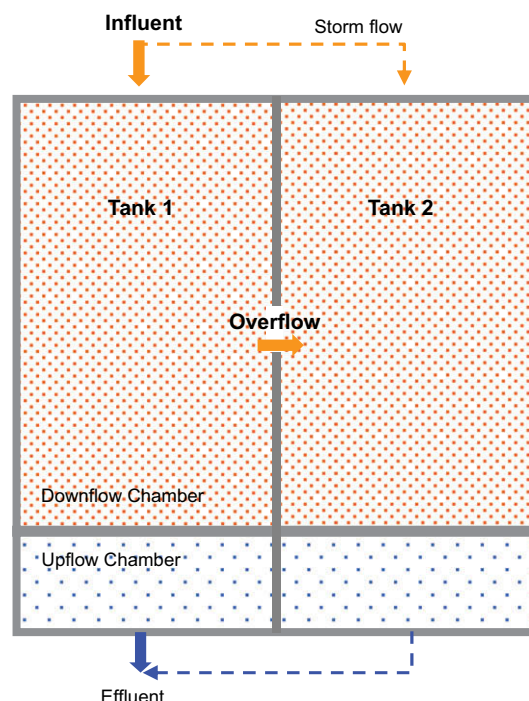 Influent
Storm flow
Tank 1
Tank 2
Overflow
Downflow Chamber
Upflow Chamber
Effluent